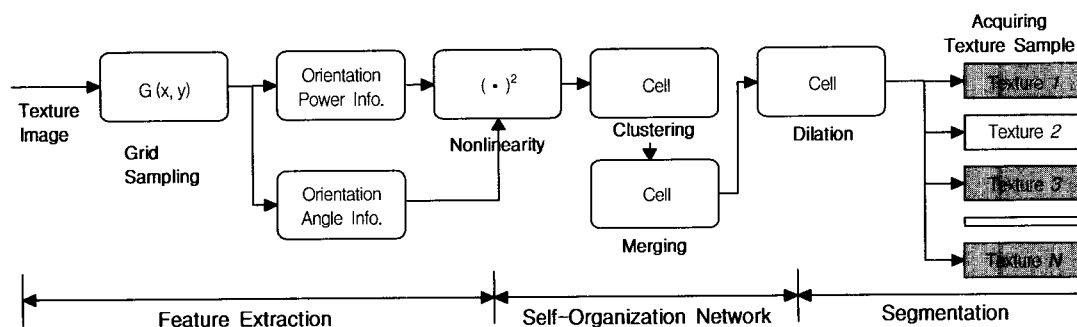 Acquiring
Texture Sample
Texture
Image
G(x, y)
Grid
Sampling
Orientation
Power Info.
Orientation
Angle Info.
( • )²
Nonlinearity
Cell
Clustering
Cell
Merging
Cell
Dilation
Texture 1
Texture 2
Texture 3
Texture N
Feature Extraction
Self-Organization Network
Segmentation